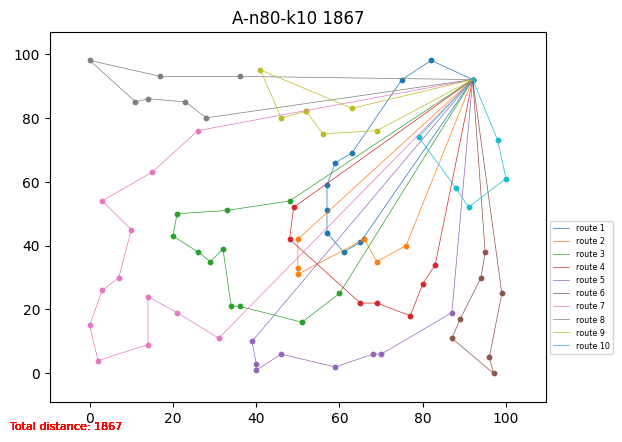 A-n80-k10 1867
100
80
60
40
20
0
0 20 40 60 80 100
route 1
route 2
route 3
route 4
route 5
route 6
route 7
route 8
route 9
route 10
Total distance: 1867